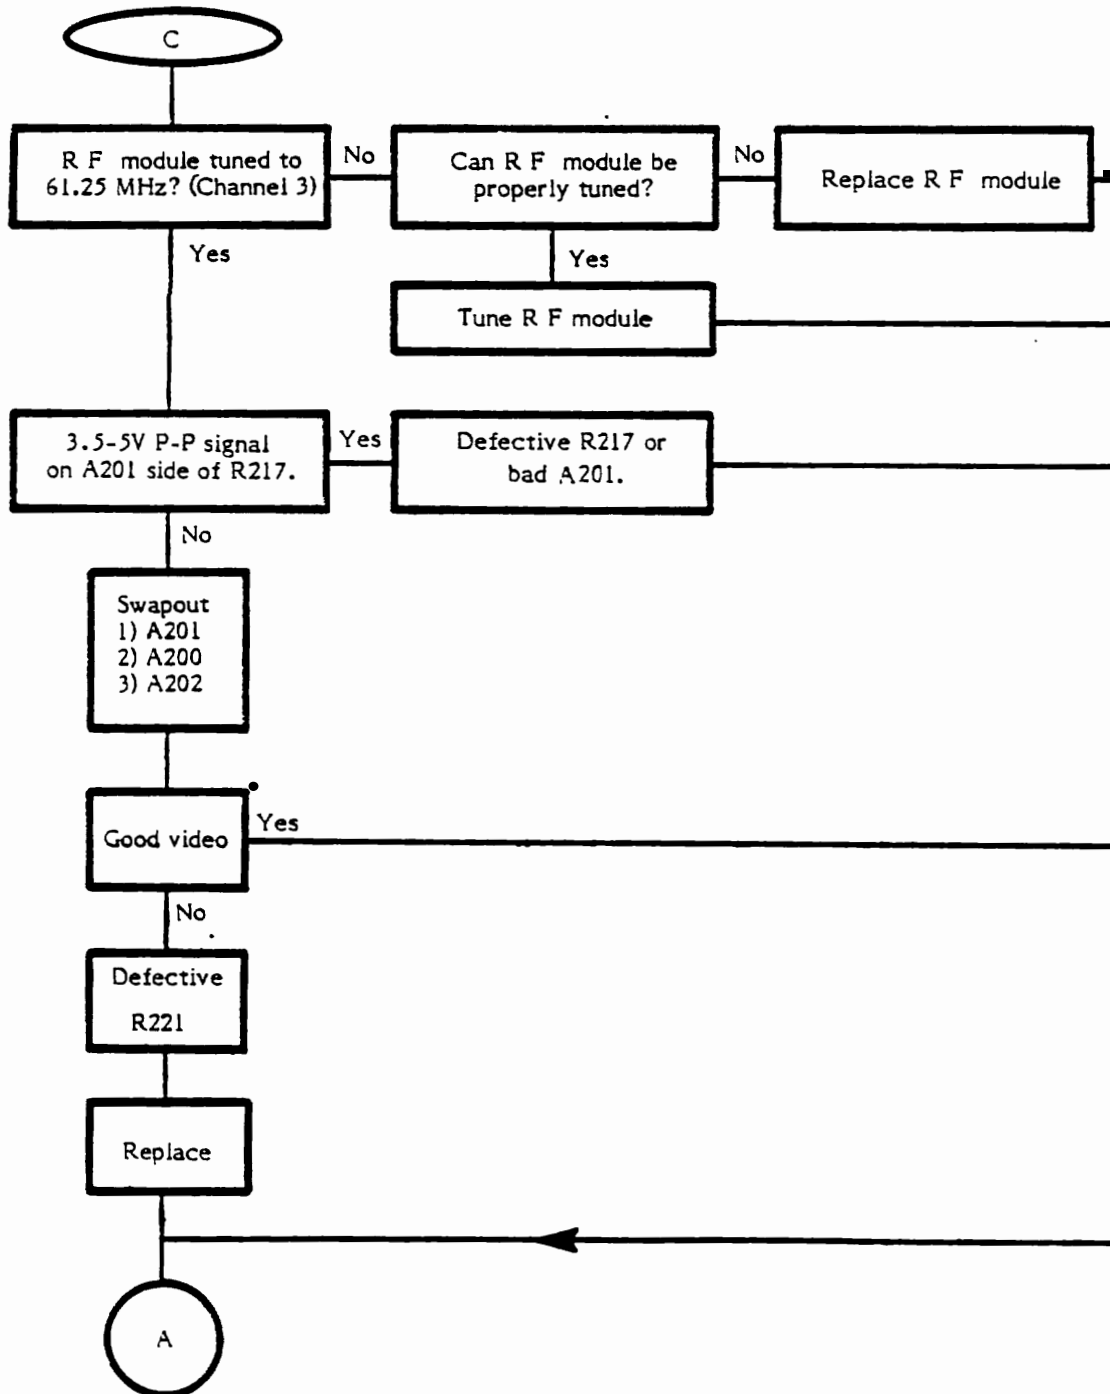 C
R F module tuned to
61.25 MHz? (Channel 3)
No
Can R F module be
properly tuned?
No
Replace R F module
Yes
Yes
Tune R F module
3.5-5V P-P signal
on A201 side of R217.
Yes
Defective R217 or
bad A201.
No
Swapout
1) A201
2) A200
3) A202
Good video
Yes
No
Defective
R221
Replace
A